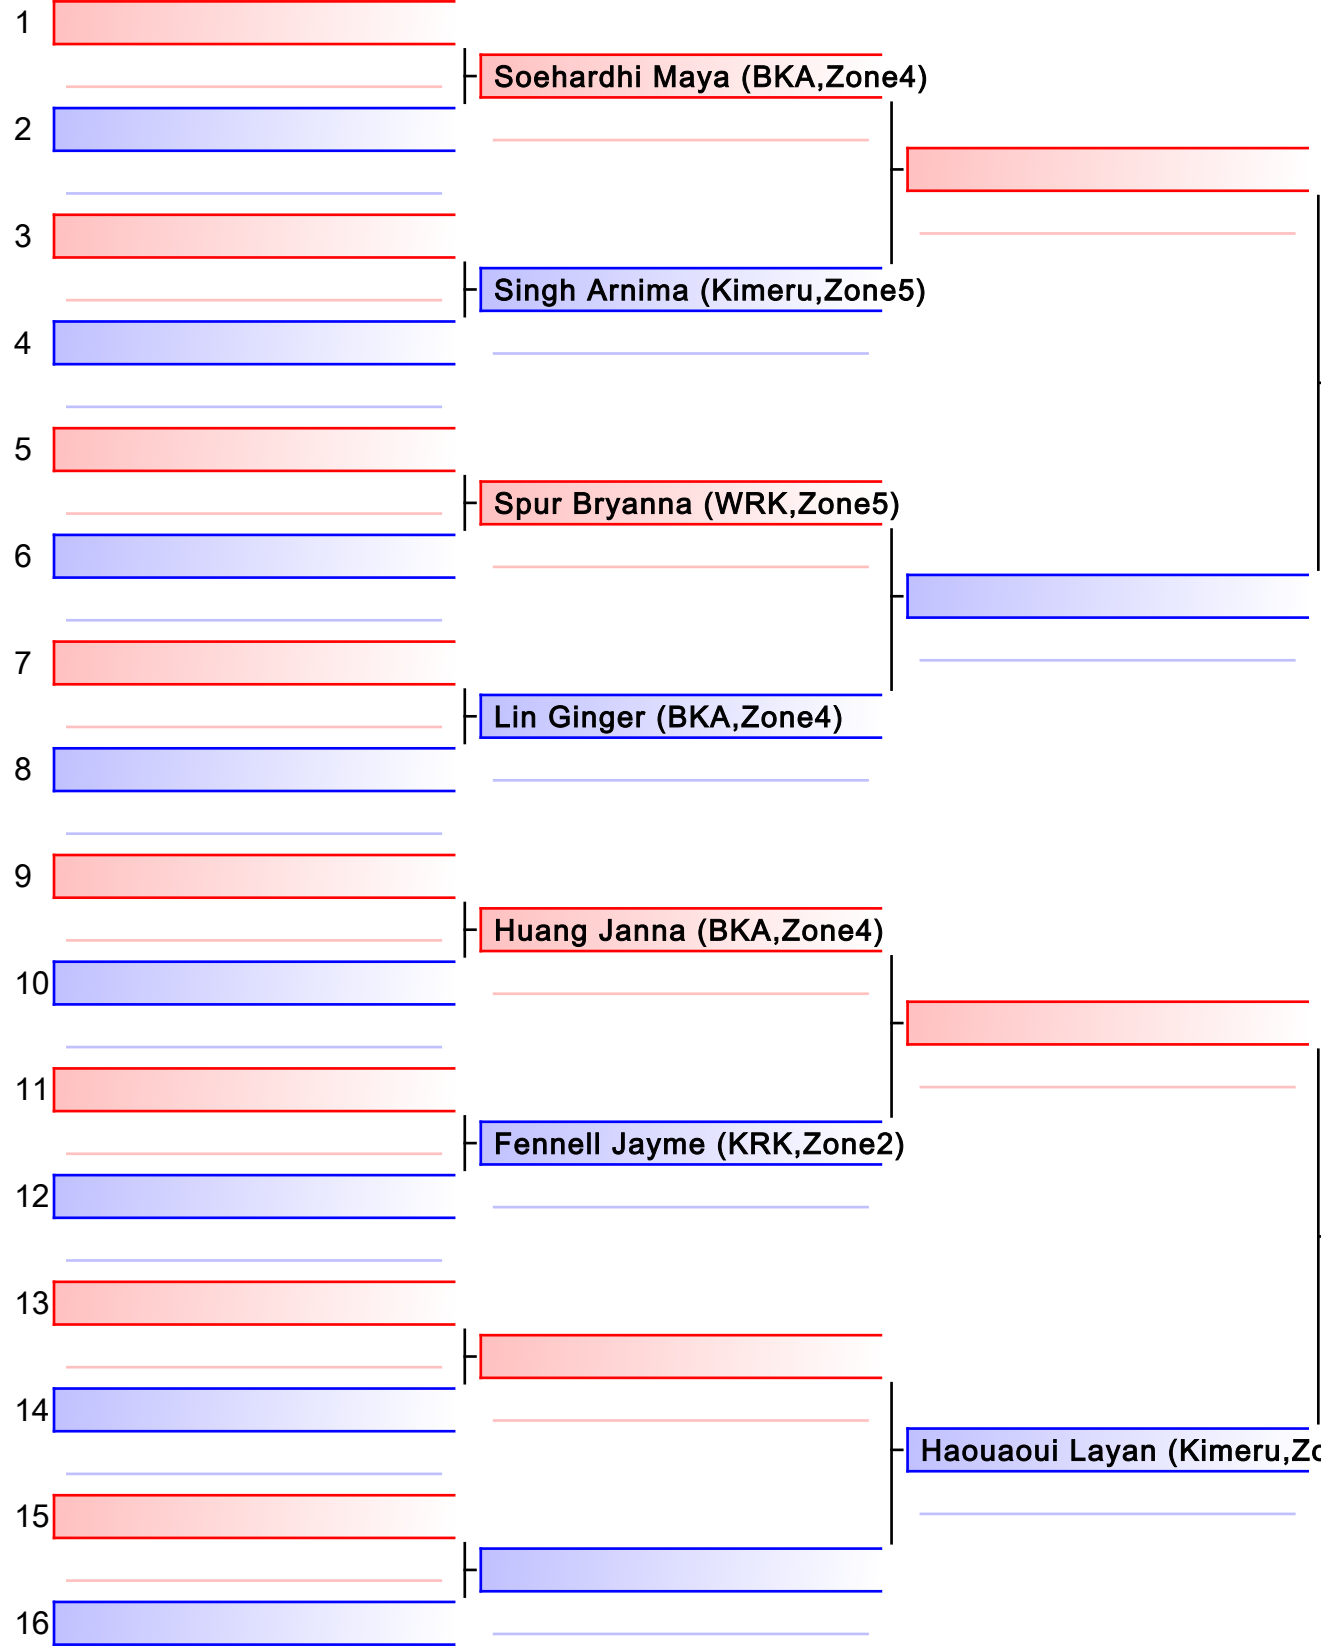 1
Soehardhi Maya (BKA,Zone4)
2
3
Singh Arnima (Kimeru,Zone5)
4
5
Spur Bryanna (WRK,Zone5)
6
7
Lin Ginger (BKA,Zone4)
8
9
Huang Janna (BKA,Zone4)
10
11
Fennell Jayme (KRK,Zone2)
12
13
14
Haouaoui Layan (Kimeru,Zo
15
16